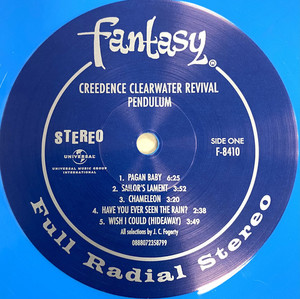 fantasy®
CREEDENCE CLEARWATER REVIVAL
PENDULUM
STEREO
SIDE ONE
F-8410
UNIVERSAL
UNIVERSAL MUSIC GROUP
INTERNATIONAL
1. PAGAN BABY 6:25
2. SAILOR'S LAMENT 3:52
3. CHAMELEON 3:20
4. HAVE YOU EVER SEEN THE RAIN? 2:38
5. WISH I COULD (HIDEAWAY) 3:49
All selections by J. C. Fogerty
0888072358799
Full Radial Stereo